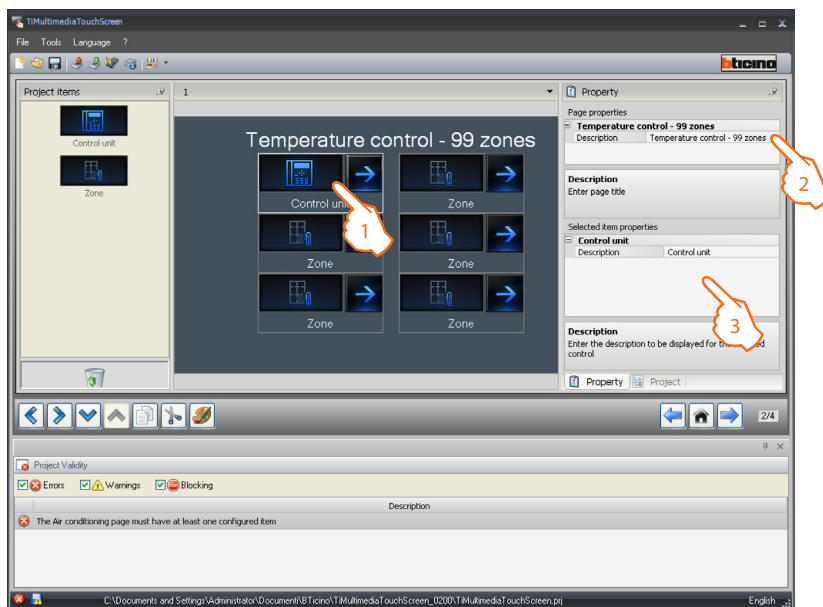 TiMultimediaTouchScreen
File Tools Language ?
bticino
Project items
Control unit
Zone
1
Temperature control - 99 zones
Control unit
Zone
Zone
Zone
Zone
Zone
1
Property
Page properties
Temperature control - 99 zones
Description Temperature control - 99 zones
2
Description
Enter page title
Selected item properties
Control unit
Description Control unit
3
Description
Enter the description to be displayed for
control
Property Project
2/4
Project Validity
Errors Warnings Blocking
Description
The Air conditioning page must have at least one configured item
C:\Documents and Settings\Administrator\Documenti\BTicino\TiMultimediaTouchScreen_0200\TiMultimediaTouchScreen.prj
English